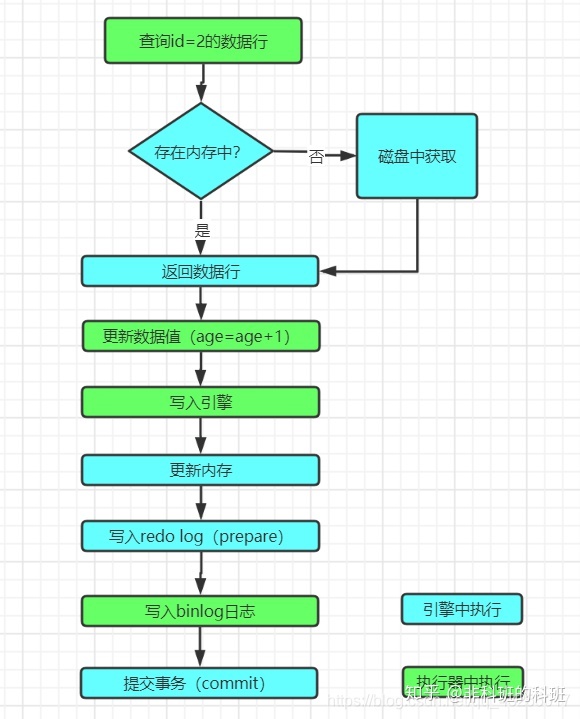 查询id=2的数据行
存在内存中？
否
磁盘中获取
是
返回数据行
更新数据值（age=age+1）
写入引擎
更新内存
写入redo log（prepare）
写入binlog日志
引擎中执行
提交事务（commit）
执行器中执行
知乎 @非科班的科班
https://blog